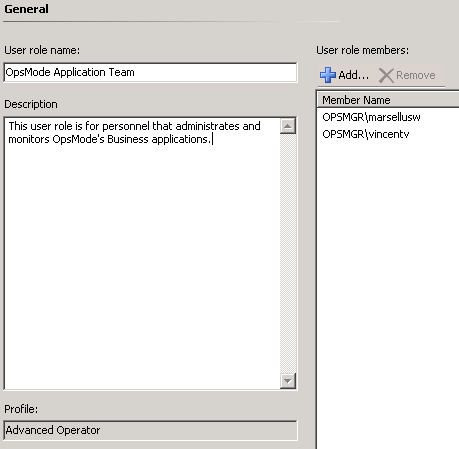 General
User role name:
OpsMode Application Team
Description
This user role is for personnel that administrates and
monitors OpsMode's Business applications.
Profile:
Advanced Operator
User role members:
Add... Remove
Member Name
OPSMGR\marsellusw
OPSMGR\vincentv